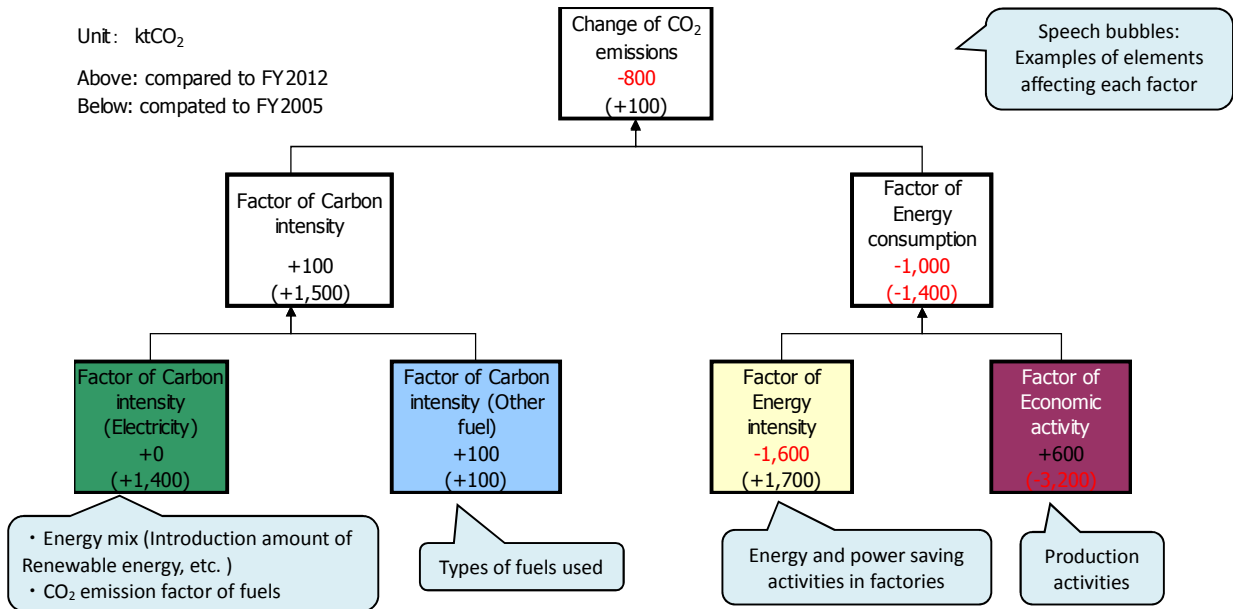 Unit: ktCO₂
Above: compared to FY2012
Below: compated to FY2005
Change of CO₂
emissions
-800
(+100)
Speech bubbles:
Examples of elements
affecting each factor
Factor of Carbon
intensity
+100
(+1,500)
Factor of
Energy
consumption
-1,000
(-1,400)
Factor of Carbon
intensity
(Electricity)
+0
(+1,400)
Factor of Carbon
intensity (Other
fuel)
+100
(+100)
Factor of
Energy
intensity
-1,600
(+1,700)
Factor of
Economic
activity
+600
(-3,200)
・Energy mix (Introduction amount of
Renewable energy, etc. )
・CO₂ emission factor of fuels
Types of fuels used
Energy and power saving
activities in factories
Production
activities